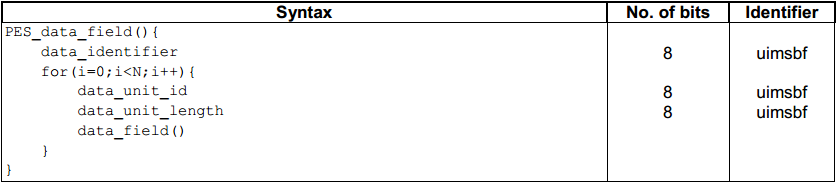 Syntax No. of bits Identifier
PES_data_field(){
data_identifier 8 uimsbf
for(i=0;i<N;i++){
data_unit_id 8 uimsbf
data_unit_length 8 uimsbf
data_field()
}
}